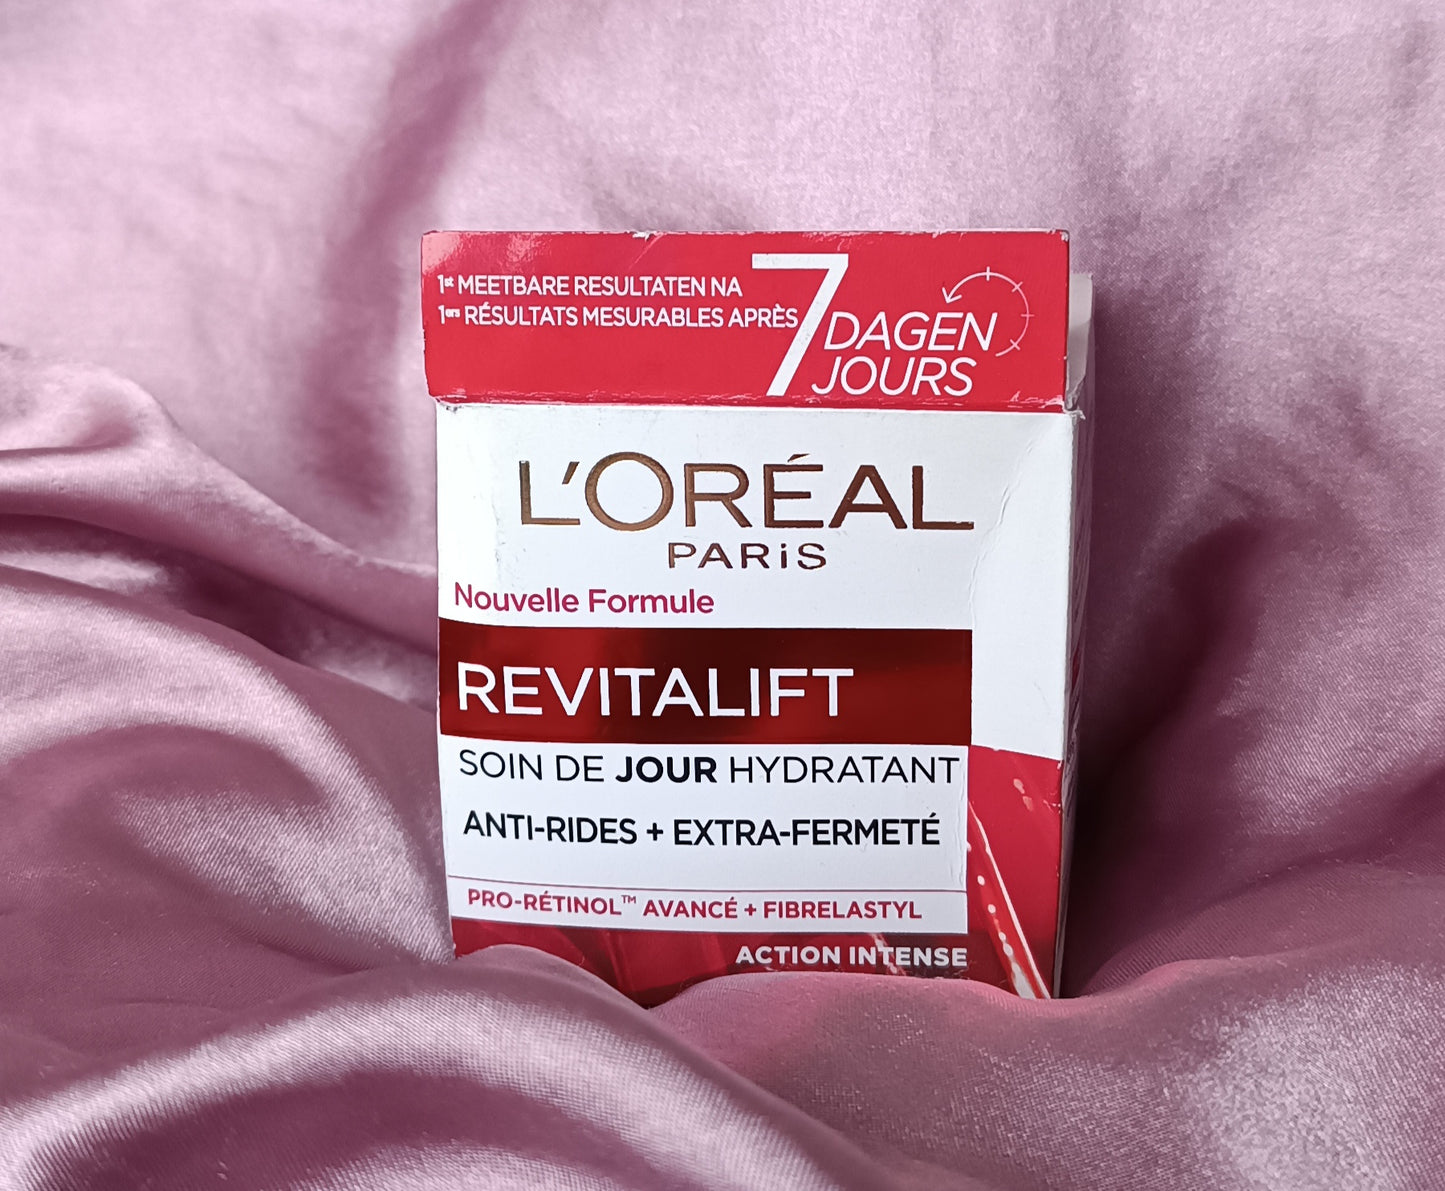 1st MEETBARE RESULTATEN NA
1ers RÉSULTATS MESURABLES APRÈS
7 DAGEN
JOURS
L'ORÉAL
PARiS
Nouvelle Formule
REVITALIFT
SOIN DE JOUR HYDRATANT
ANTI-RIDES + EXTRA-FERMETÉ
PRO-RÉTINOL™ AVANCÉ + FIBRELASTYL
ACTION INTENSE